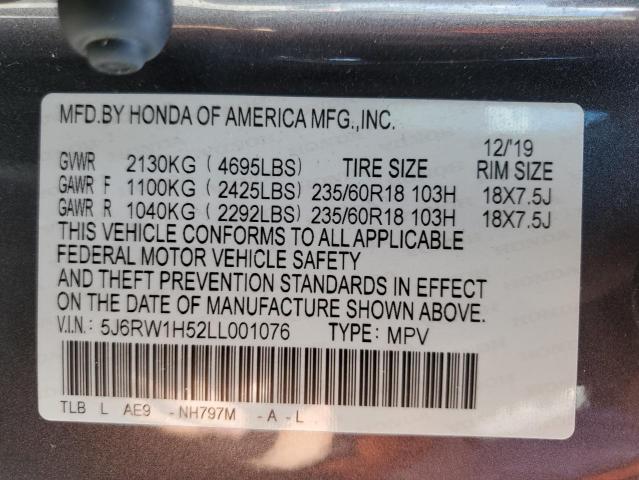 MFD.BY HONDA OF AMERICA MFG.,INC.
12/'19
GVWR 2130KG ( 4695LBS) TIRE SIZE RIM SIZE
GAWR F 1100KG ( 2425LBS) 235/60R18 103H 18X7.5J
GAWR R 1040KG ( 2292LBS) 235/60R18 103H 18X7.5J
THIS VEHICLE CONFORMS TO ALL APPLICABLE
FEDERAL MOTOR VEHICLE SAFETY
AND THEFT PREVENTION STANDARDS IN EFFECT
ON THE DATE OF MANUFACTURE SHOWN ABOVE.
V.I.N: 5J6RW1H52LL001076 TYPE: MPV
TLB L AE9 -NH797M -A-L